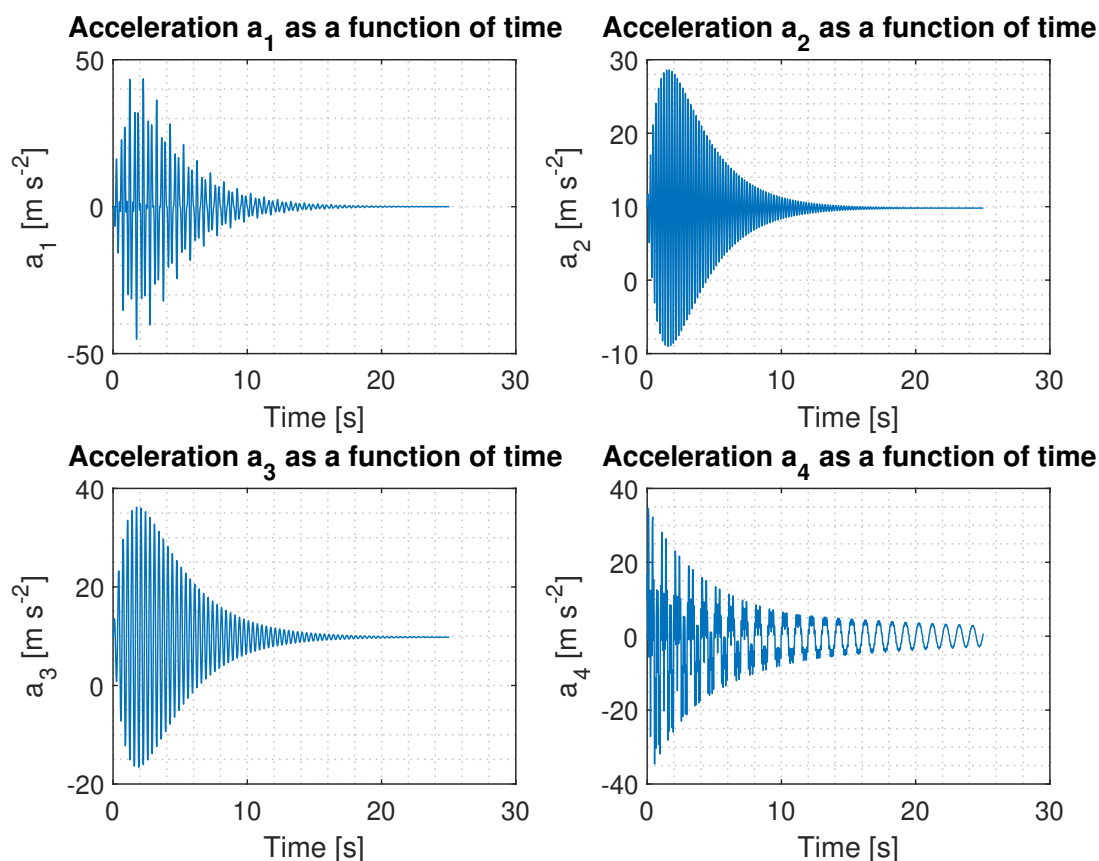 Acceleration a₁ as a function of time
50
0
-50
a₁ [m s⁻²]
0
10
20
30
Time [s]
Acceleration a₂ as a function of time
30
20
10
0
-10
a₂ [m s⁻²]
0
10
20
30
Time [s]
Acceleration a₃ as a function of time
40
20
0
-20
a₃ [m s⁻²]
0
10
20
30
Time [s]
Acceleration a₄ as a function of time
40
20
0
-20
-40
a₄ [m s⁻²]
0
10
20
30
Time [s]